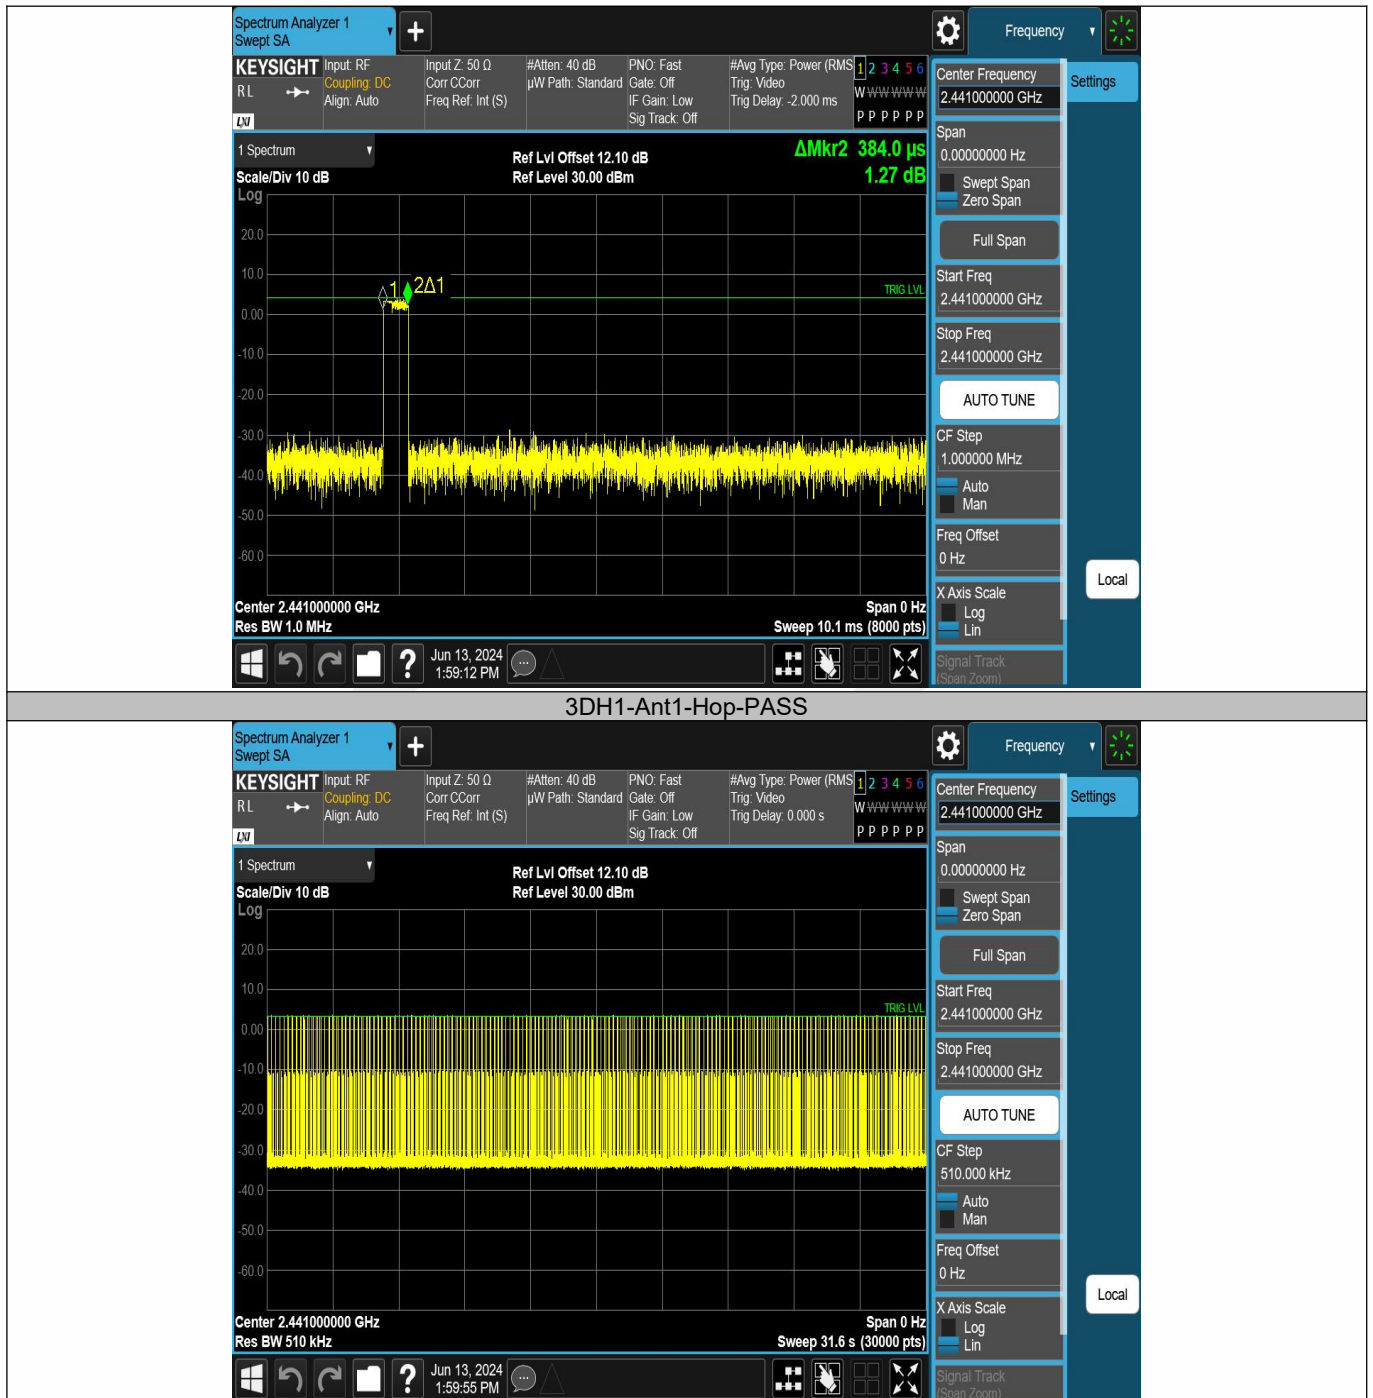 Spectrum Analyzer 1
Swept SA
+
Frequency
KEYSIGHT
RL
LXI
Input: RF
Coupling: DC
Align: Auto
Input Z: 50 Ω
Corr CCorr
Freq Ref: Int (S)
#Atten: 40 dB
µW Path: Standard
PNO: Fast
Gate: Off
IF Gain: Low
Sig Track: Off
#Avg Type: Power (RMS
Trig: Video
Trig Delay: -2.000 ms
1 2 3 4 5 6
W W W W W W
P P P P P P
Center Frequency
2.441000000 GHz
Settings
1 Spectrum
Scale/Div 10 dB
Log
Ref Lvl Offset 12.10 dB
Ref Level 30.00 dBm
ΔMkr2 384.0 µs
1.27 dB
20.0
10.0
0.00
-10.0
-20.0
-30.0
-40.0
-50.0
-60.0
1
2Δ1
TRIG LVL
Span
0.00000000 Hz
Swept Span
Zero Span
Full Span
Start Freq
2.441000000 GHz
Stop Freq
2.441000000 GHz
AUTO TUNE
CF Step
1.000000 MHz
Auto
Man
Freq Offset
0 Hz
X Axis Scale
Log
Lin
Signal Track
(Span Zoom)
Local
Center 2.441000000 GHz
Res BW 1.0 MHz
Span 0 Hz
Sweep 10.1 ms (8000 pts)
?
Jun 13, 2024
1:59:12 PM
3DH1-Ant1-Hop-PASS
Spectrum Analyzer 1
Swept SA
+
Frequency
KEYSIGHT
RL
LXI
Input: RF
Coupling: DC
Align: Auto
Input Z: 50 Ω
Corr CCorr
Freq Ref: Int (S)
#Atten: 40 dB
µW Path: Standard
PNO: Fast
Gate: Off
IF Gain: Low
Sig Track: Off
#Avg Type: Power (RMS
Trig: Video
Trig Delay: 0.000 s
1 2 3 4 5 6
W W W W W W
P P P P P P
Center Frequency
2.441000000 GHz
Settings
1 Spectrum
Scale/Div 10 dB
Log
Ref Lvl Offset 12.10 dB
Ref Level 30.00 dBm
20.0
10.0
0.00
-10.0
-20.0
-30.0
-40.0
-50.0
-60.0
TRIG LVL
Span
0.00000000 Hz
Swept Span
Zero Span
Full Span
Start Freq
2.441000000 GHz
Stop Freq
2.441000000 GHz
AUTO TUNE
CF Step
510.000 kHz
Auto
Man
Freq Offset
0 Hz
X Axis Scale
Log
Lin
Signal Track
(Span Zoom)
Local
Center 2.441000000 GHz
Res BW 510 kHz
Span 0 Hz
Sweep 31.6 s (30000 pts)
?
Jun 13, 2024
1:59:55 PM